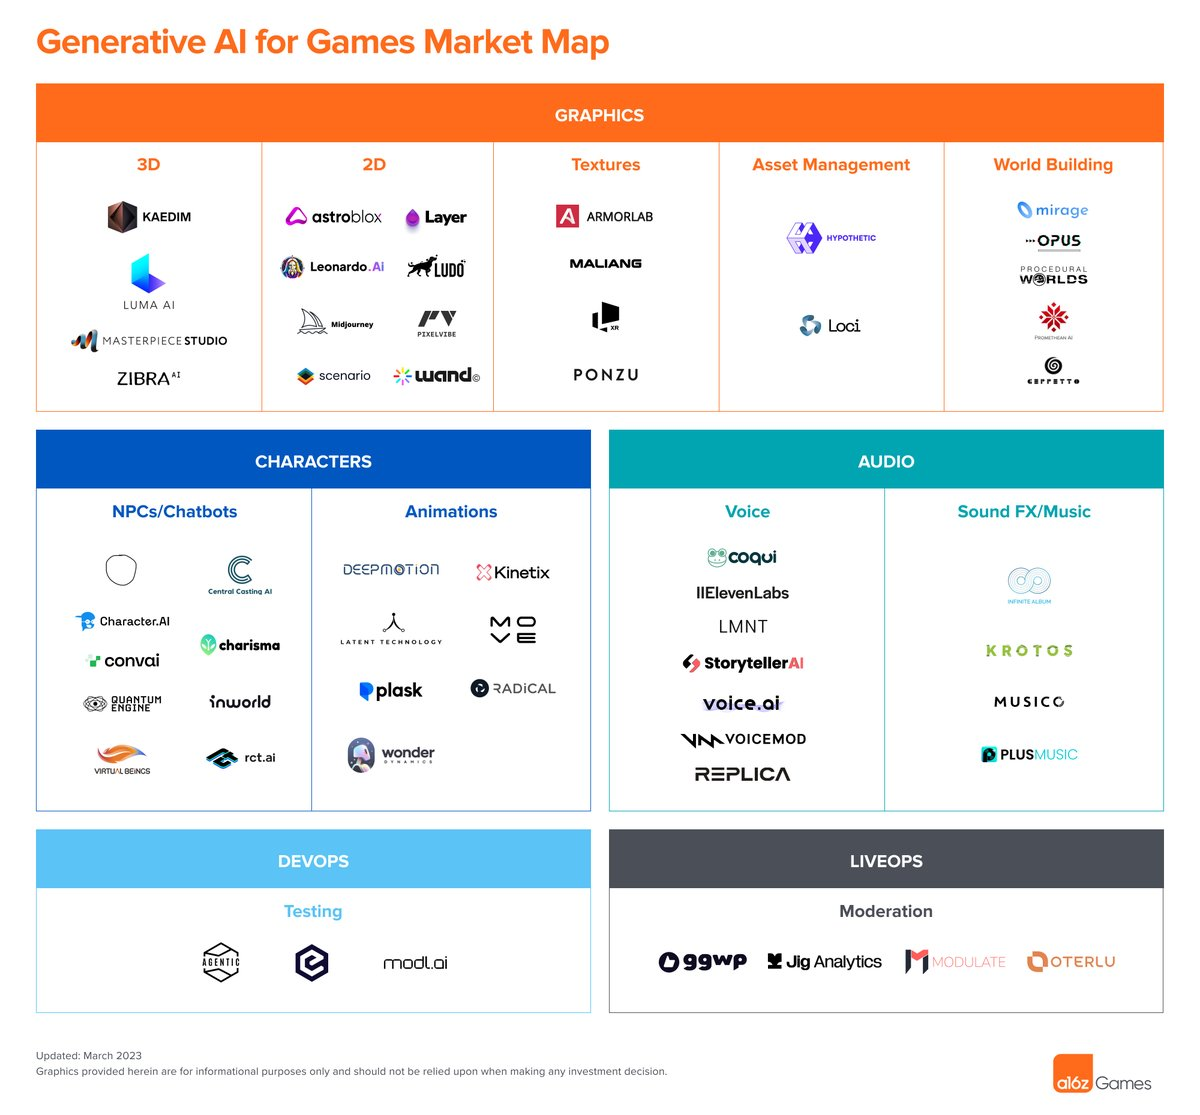 Generative AI for Games Market Map
GRAPHICS
3D
KAEDIM
LUMA AI
MASTERPIECE STUDIO
ZIBRA AI
2D
astroblox
Layer
Leonardo.Ai
LUDO
Midjourney
PIXELVIBE
scenario
wand©
Textures
A ARMORLAB
MALIANG
XR
PONZU
Asset Management
HYPOTHETIC
Loci
World Building
mirage
OPUS
PROCEDURAL
WORLDS
PROMETHEAN AI
GEPPETTO
CHARACTERS
NPCs/Chatbots
Central Casting AI
Character.AI
charisma
convai
QUANTUM
ENGINE
inworld
VIRTUAL BEINGS
rct.ai
Animations
DEEPMOTION
Kinetix
LATENT TECHNOLOGY
MO
VE
plask
RADiCAL
wonder
DYNAMICS
AUDIO
Voice
coqui
IIElevenLabs
LMNT
StorytellerAI
voice.ai
VOICEMOD
REPLICA
Sound FX/Music
INFINITE ALBUM
KROTOS
MUSICO
PLUSMUSIC
DEVOPS
Testing
AGENTIC
modl.ai
LIVEOPS
Moderation
ggwp
Jig Analytics
MODULATE
OTERLU
Updated: March 2023
Graphics provided herein are for informational purposes only and should not be relied upon when making any investment decision.
a16z Games